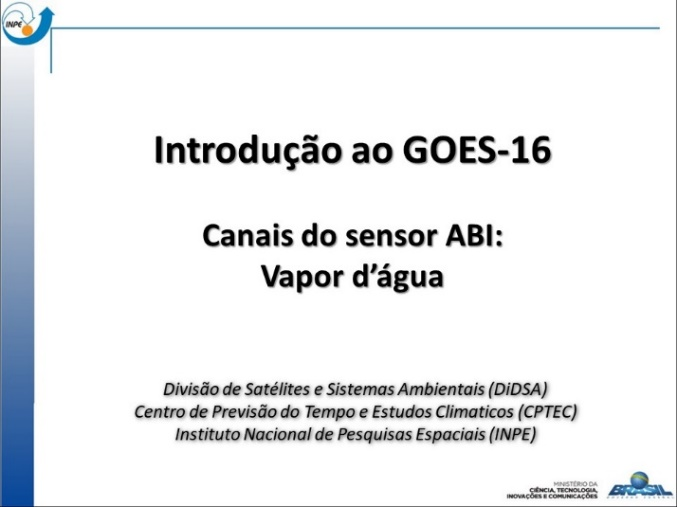 INPE
Introdução ao GOES-16
Canais do sensor ABI:
Vapor d’água
Divisão de Satélites e Sistemas Ambientais (DiDSA)
Centro de Previsão do Tempo e Estudos Climaticos (CPTEC)
Instituto Nacional de Pesquisas Espaciais (INPE)
MINISTÉRIO DA
CIÊNCIA, TECNOLOGIA,
INOVAÇÕES E COMUNICAÇÕES
BRASIL